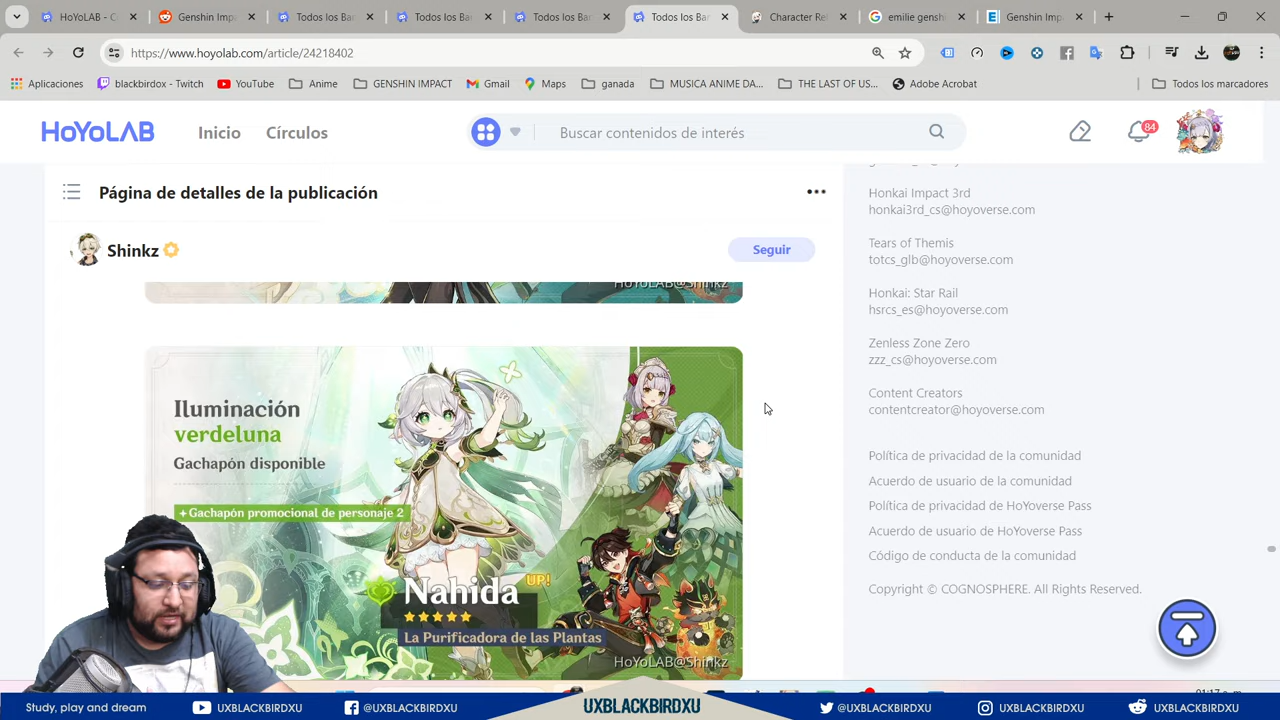 HoYoLAB - C
Genshin Imp
Todos los Ba
Todos los Ba
Todos los Ba
Todos los Ba
Character Re
emilie gensh
Genshin Imp
https://www.hoyolab.com/article/24218402
Aplicaciones
blackbirdox - Twitch
YouTube
Anime
GENSHIN IMPACT
Gmail
Maps
ganada
MUSICA ANIME DA...
THE LAST OF US...
Adobe Acrobat
Todos los marcadores
HoYoLAB
Inicio
Círculos
Buscar contenidos de interés
84
Página de detalles de la publicación
Shinkz
Seguir
HoYoLAB@Shinkz
Iluminación
verdeluna
Gachapón disponible
+Gachapón promocional de personaje 2
Nahida
UP!
La Purificadora de las Plantas
HoYoLAB@Shinkz
Honkai Impact 3rd
honkai3rd_cs@hoyoverse.com
Tears of Themis
totcs_glb@hoyoverse.com
Honkai: Star Rail
hsrcs_es@hoyoverse.com
Zenless Zone Zero
zzz_cs@hoyoverse.com
Content Creators
contentcreator@hoyoverse.com
Política de privacidad de la comunidad
Acuerdo de usuario de la comunidad
Política de privacidad de HoYoverse Pass
Acuerdo de usuario de HoYoverse Pass
Código de conducta de la comunidad
Copyright © COGNOSPHERE. All Rights Reserved.
Study, play and dream
UXBLACKBIRDXU
@UXBLACKBIRDXU
UXBLACKBIRDXU
@UXBLACKBIRDXU
UXBLACKBIRDXU
UXBLACKBIRDXU